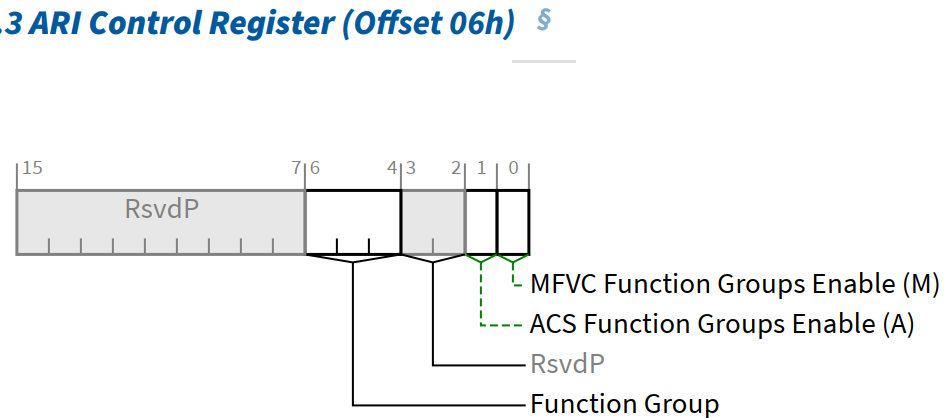 .3 ARI Control Register (Offset 06h) §
15 7 6 4 3 2 1 0
RsvdP
MFVC Function Groups Enable (M)
ACS Function Groups Enable (A)
RsvdP
Function Group